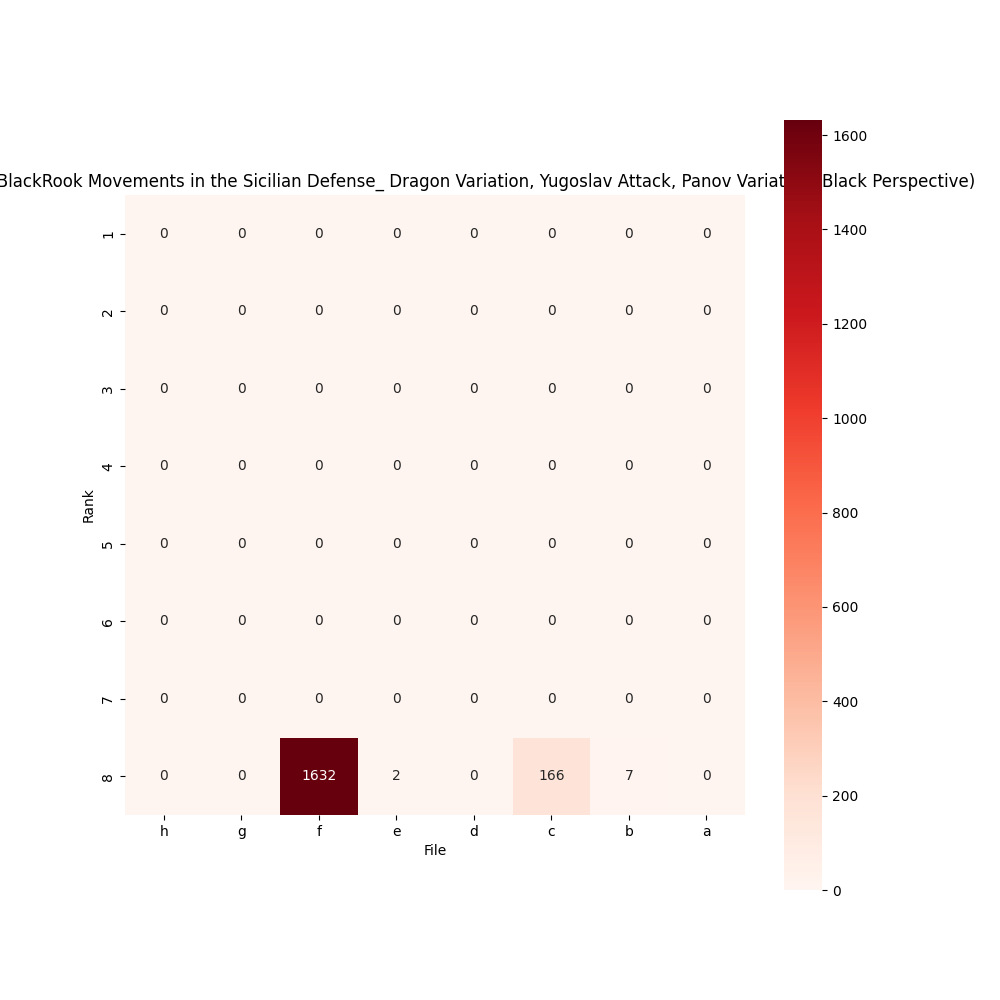 BlackRook Movements in the Sicilian Defense_ Dragon Variation, Yugoslav Attack, Panov Variat Black Perspective)
1600
1400
1200
1000
800
600
400
200
0
Rank
1 0 0 0 0 0 0 0 0
2 0 0 0 0 0 0 0 0
3 0 0 0 0 0 0 0 0
4 0 0 0 0 0 0 0 0
5 0 0 0 0 0 0 0 0
6 0 0 0 0 0 0 0 0
7 0 0 0 0 0 0 0 0
8 0 0 1632 2 0 166 7 0
h g f e d c b a
File